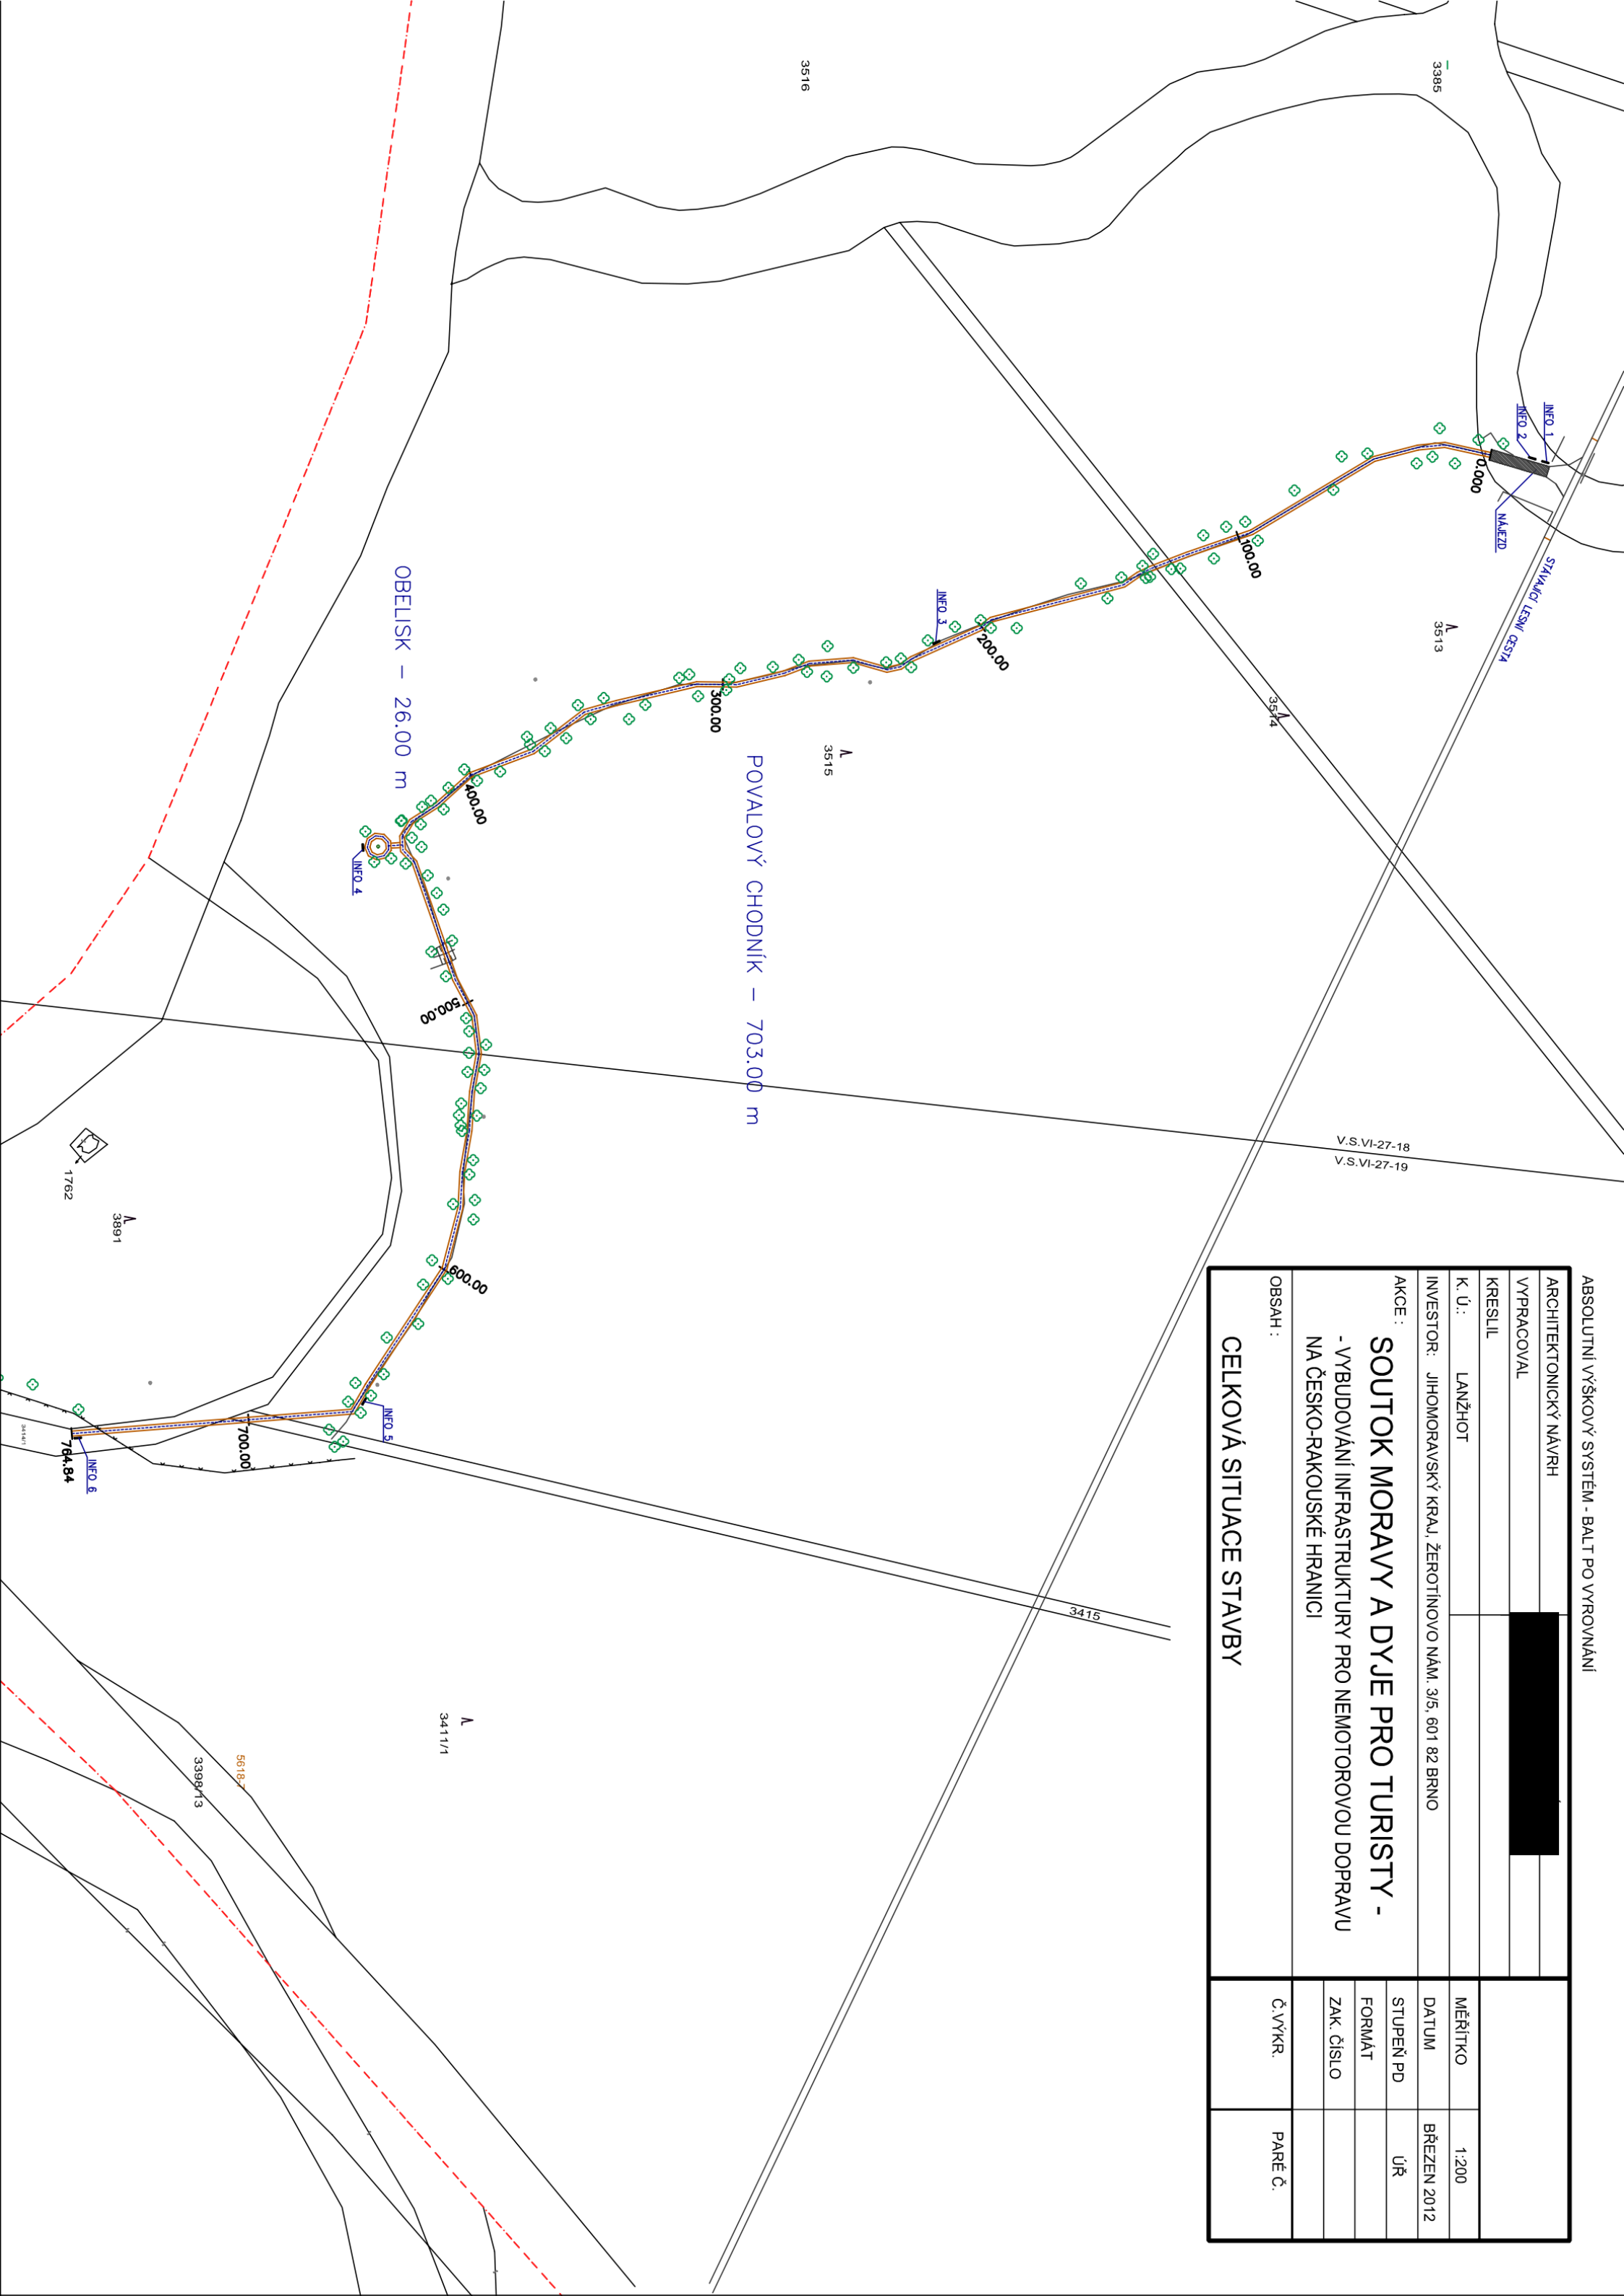 ABSOLUTNÍ VÝŠKOVÝ SYSTÉM - BALT PO VYROVNÁNÍ
ARCHITEKTONICKÝ NÁVRH
VYPRACOVAL
KRESLIL
K. Ú.: LANŽHOT
INVESTOR: JIHOMORAVSKÝ KRAJ, ŽEROTÍNOVO NÁM. 3/5, 601 82 BRNO
AKCE :
SOUTOK MORAVY A DYJE PRO TURISTY -
- VYBUDOVÁNÍ INFRASTRUKTURY PRO NEMOTOROVOU DOPRAVU
NA ČESKO-RAKOUSKÉ HRANICI
OBSAH :
CELKOVÁ SITUACE STAVBY
MĚŘÍTKO 1:200
DATUM BŘEZEN 2012
STUPEŇ PD ÚŘ
FORMÁT
ZAK. ČÍSLO
Č.VÝKR. PARÉ Č.
3385
3516
INFO 1
INFO 2
NÁJEZD
STÁVAJÍCÍ LESNÍ CESTA
0.000
100.00
3513
3514
INFO 3
200.00
300.00
3515
POVALOVÝ CHODNÍK - 703.00 m
OBELISK - 26.00 m
400.00
INFO 4
500.00
V.S.VI-27-18
V.S.VI-27-19
600.00
1762
3891
INFO 5
700.00
764.84
INFO 6
3414/1
3415
3411/1
5618-7
3398/13